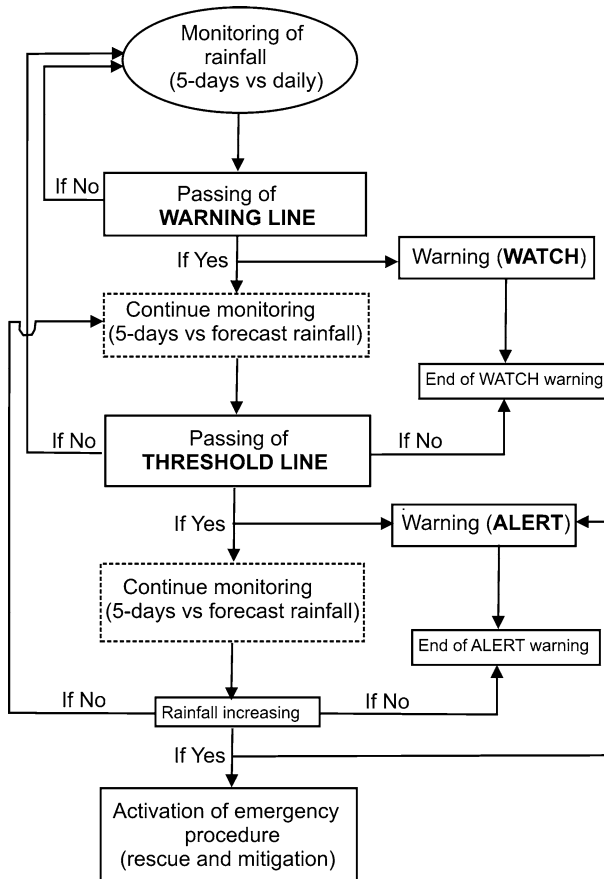 Monitoring of
rainfall
(5-days vs daily)
If No
Passing of
WARNING LINE
If Yes
Warning (WATCH)
Continue monitoring
(5-days vs forecast rainfall)
End of WATCH warning
If No
Passing of
THRESHOLD LINE
If No
If Yes
Warning (ALERT)
Continue monitoring
(5-days vs forecast rainfall)
End of ALERT warning
If No
Rainfall increasing
If No
If Yes
Activation of emergency
procedure
(rescue and mitigation)